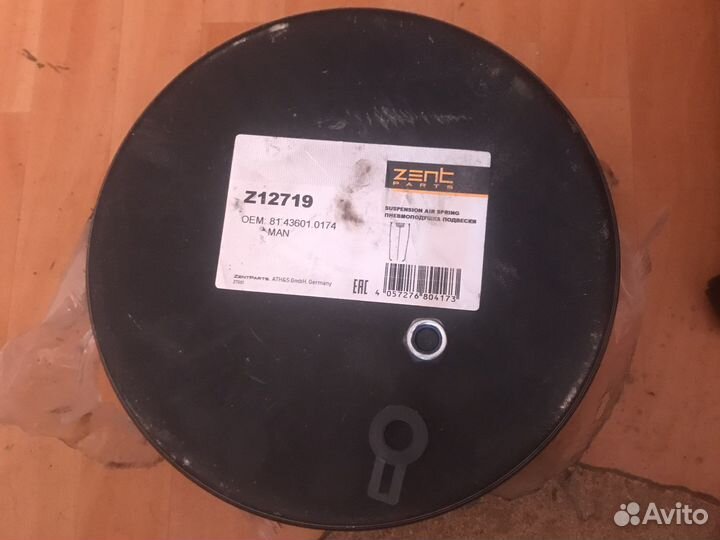 zent
PARTS
Z12719
OEM: 81.43601.0174
MAN
SUSPENSION AIR SPRING
ПНЕВМОПОДУШКА ПОДВЕСКИ
ZENTPARTS, ATH&S GmbH, Germany
EAC
4 057276 804173
Avito